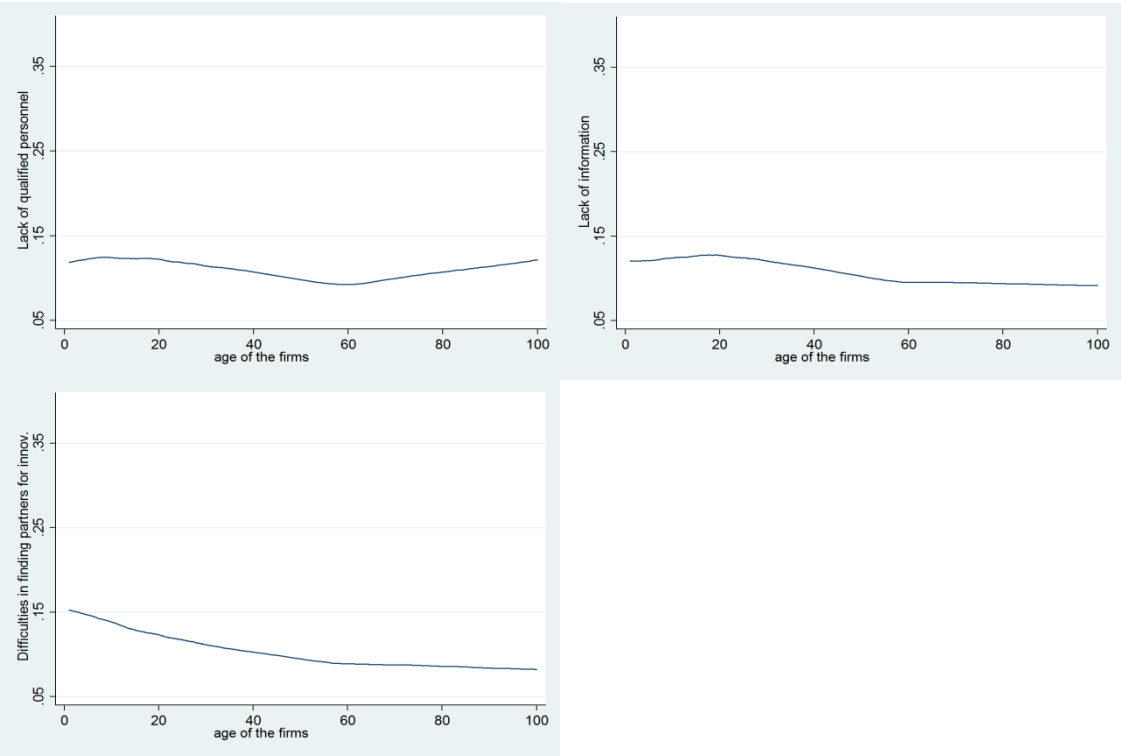 Lack of qualified personnel
.35
.25
.15
.05
0 20 40 60 80 100
age of the firms
Lack of information
.35
.25
.15
.05
0 20 40 60 80 100
age of the firms
Difficulties in finding partners for innov.
.35
.25
.15
.05
0 20 40 60 80 100
age of the firms